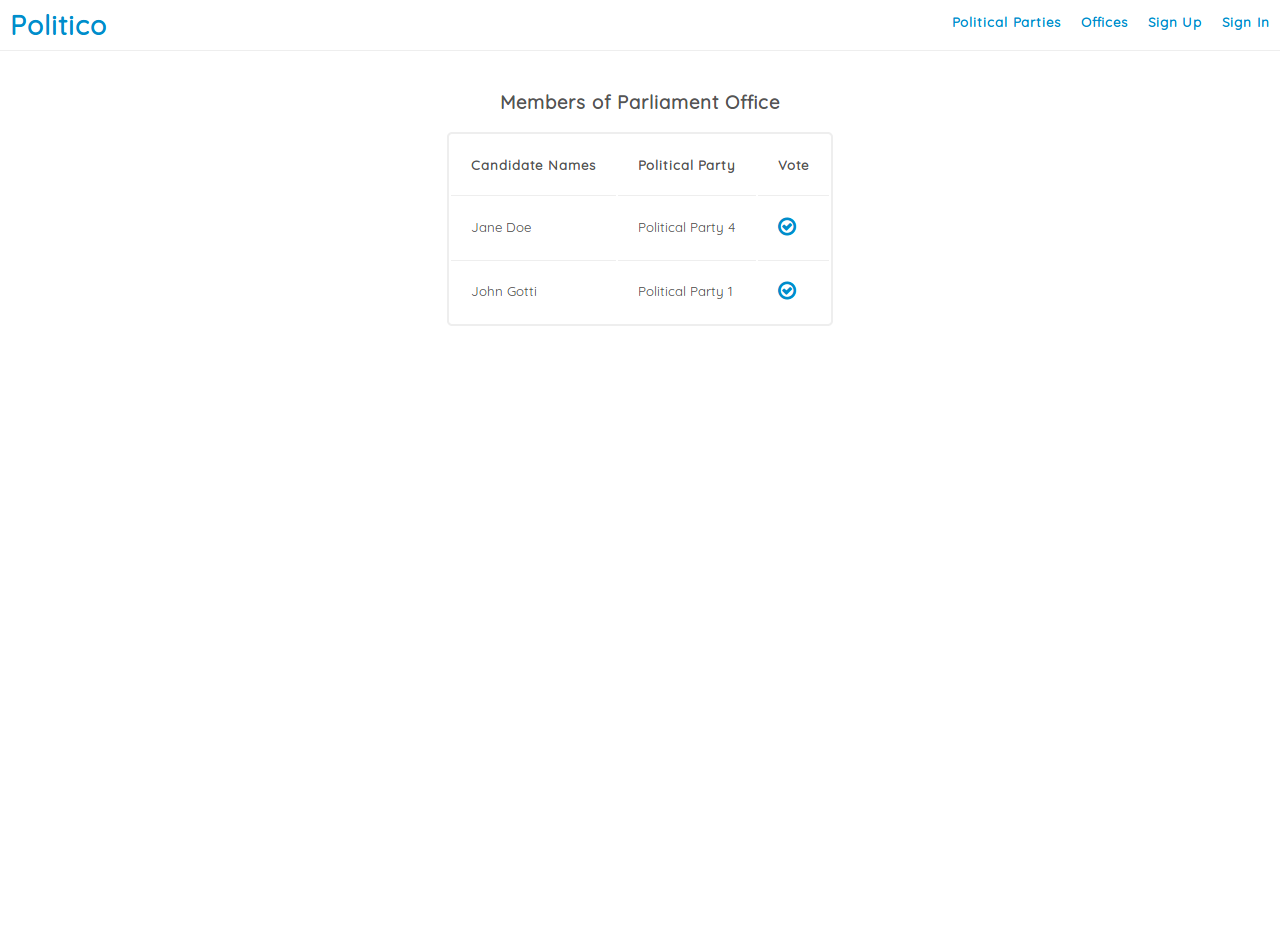 Politico
Political Parties Offices Sign Up Sign In
Members of Parliament Office
Candidate Names Political Party Vote
Jane Doe Political Party 4
John Gotti Political Party 1